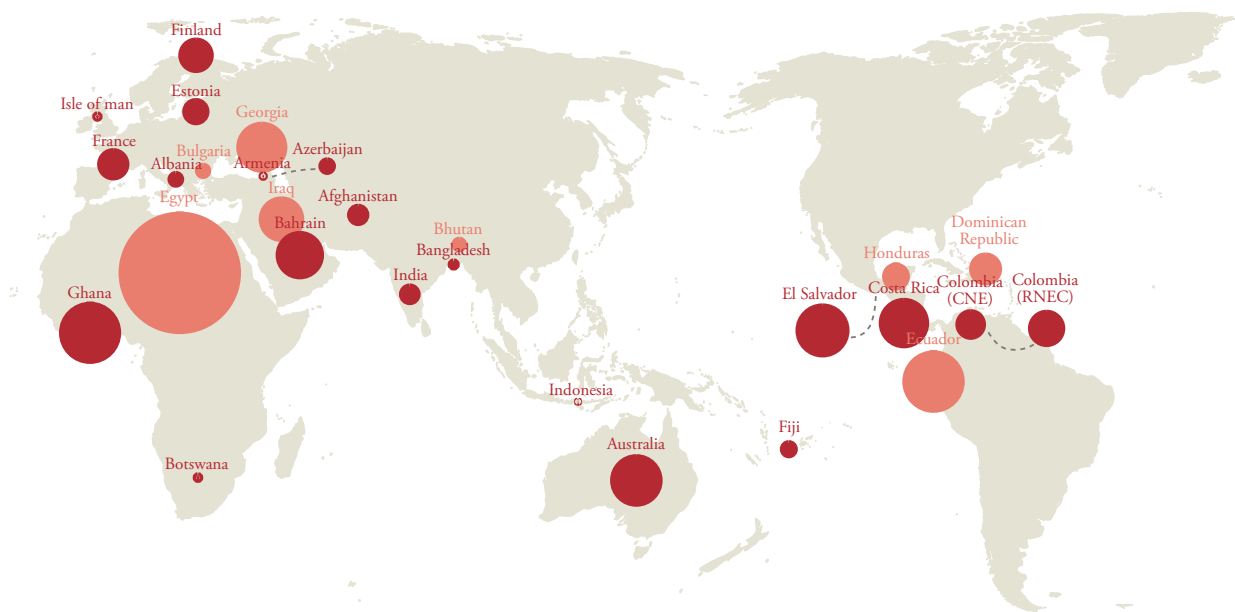 Finland
Estonia
Isle of man
Georgia
France
Bulgaria
Azerbaijan
Albania
Armenia
Egypt
Iraq
Afghanistan
Bahrain
Bhutan
Bangladesh
India
Ghana
Dominican
Republic
Honduras
El Salvador
Costa Rica
Colombia
(CNE)
Colombia
(RNEC)
Ecuador
Indonesia
Fiji
Australia
Botswana